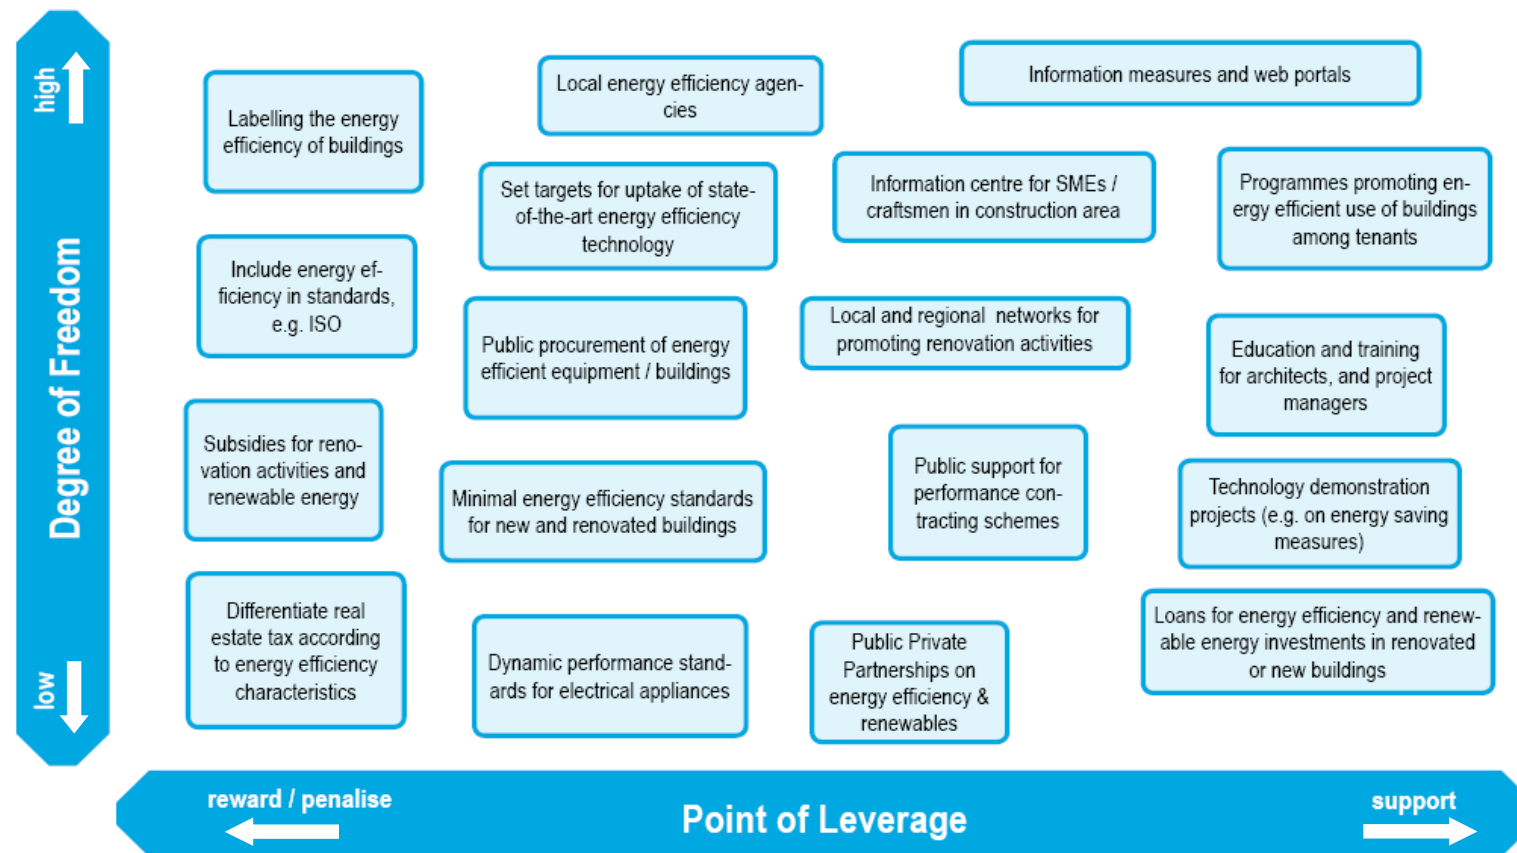 high
Degree of Freedom
low
Labelling the energy
efficiency of buildings
Local energy efficiency agen-
cies
Information measures and web portals
Set targets for uptake of state-
of-the-art energy efficiency
technology
Information centre for SMEs /
craftsmen in construction area
Programmes promoting en-
ergy efficient use of buildings
among tenants
Include energy ef-
ficiency in standards,
e.g. ISO
Public procurement of energy
efficient equipment / buildings
Local and regional networks for
promoting renovation activities
Education and training
for architects, and project
managers
Subsidies for reno-
vation activities and
renewable energy
Minimal energy efficiency standards
for new and renovated buildings
Public support for
performance con-
tracting schemes
Technology demonstration
projects (e.g. on energy saving
measures)
Differentiate real
estate tax according
to energy efficiency
characteristics
Dynamic performance stand-
ards for electrical appliances
Public Private
Partnerships on
energy efficiency &
renewables
Loans for energy efficiency and renew-
able energy investments in renovated
or new buildings
reward / penalise
Point of Leverage
support